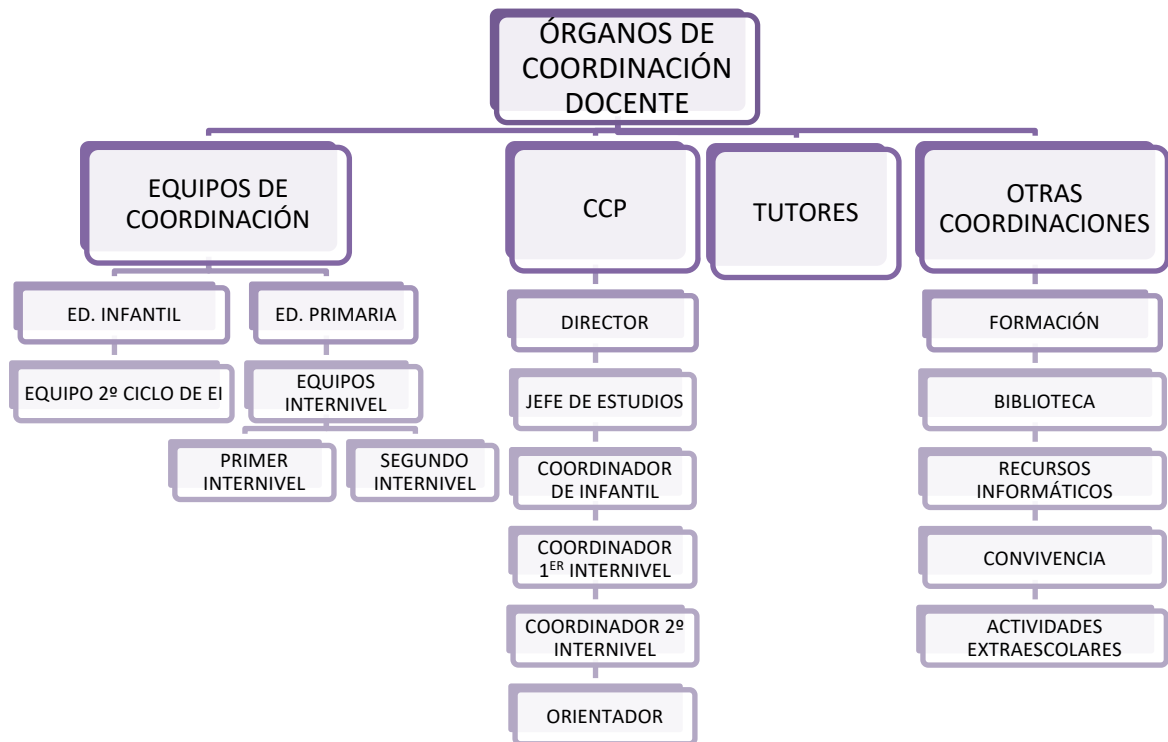 ÓRGANOS DE
COORDINACIÓN
DOCENTE
EQUIPOS DE
COORDINACIÓN
ED. INFANTIL
EQUIPO 2º CICLO DE EI
ED. PRIMARIA
EQUIPOS
INTERNIVEL
PRIMER
INTERNIVEL
SEGUNDO
INTERNIVEL
CCP
DIRECTOR
JEFE DE ESTUDIOS
COORDINADOR
DE INFANTIL
COORDINADOR
1ER INTERNIVEL
COORDINADOR 2º
INTERNIVEL
ORIENTADOR
TUTORES
OTRAS
COORDINACIONES
FORMACIÓN
BIBLIOTECA
RECURSOS
INFORMÁTICOS
CONVIVENCIA
ACTIVIDADES
EXTRAESCOLARES